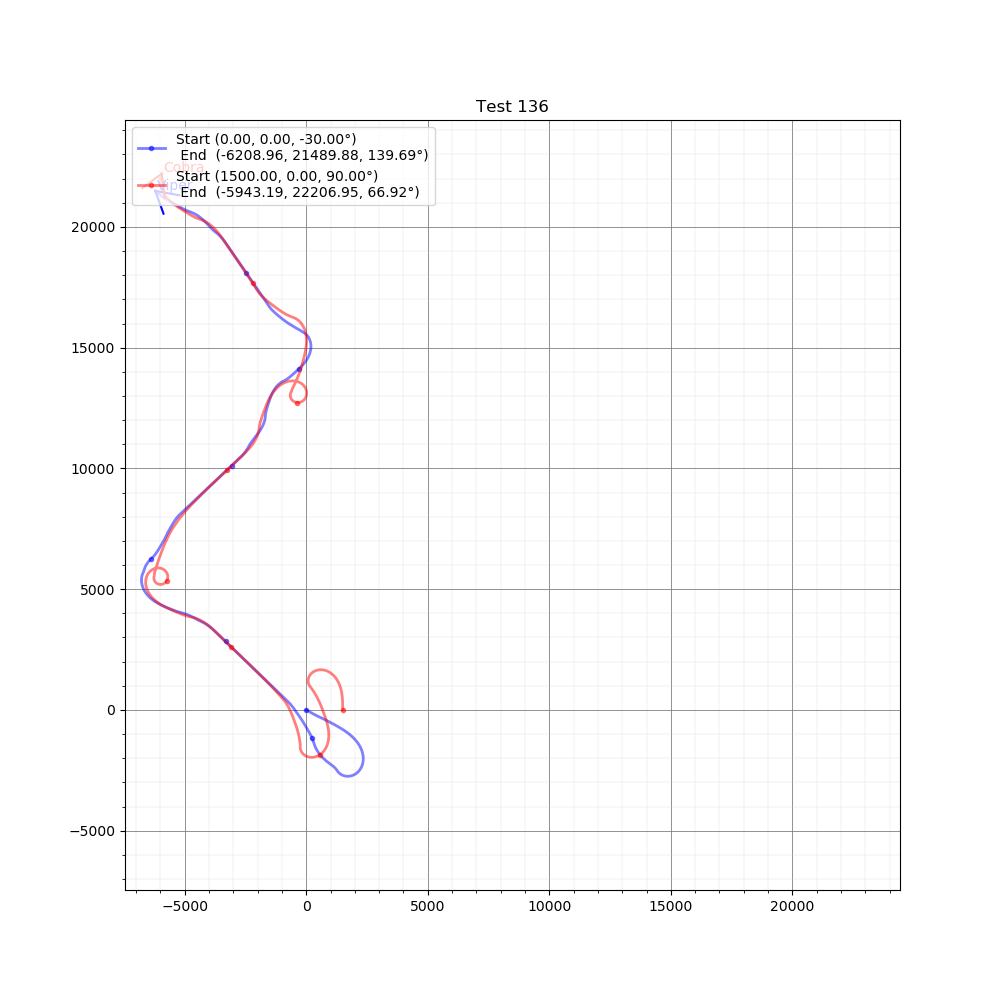 Test 136
Start (0.00, 0.00, -30.00°)
End (-6208.96, 21489.88, 139.69°)
Start (1500.00, 0.00, 90.00°)
End (-5943.19, 22206.95, 66.92°)
Cobra
Viper
20000
15000
10000
5000
0
−5000
−5000
0
5000
10000
15000
20000